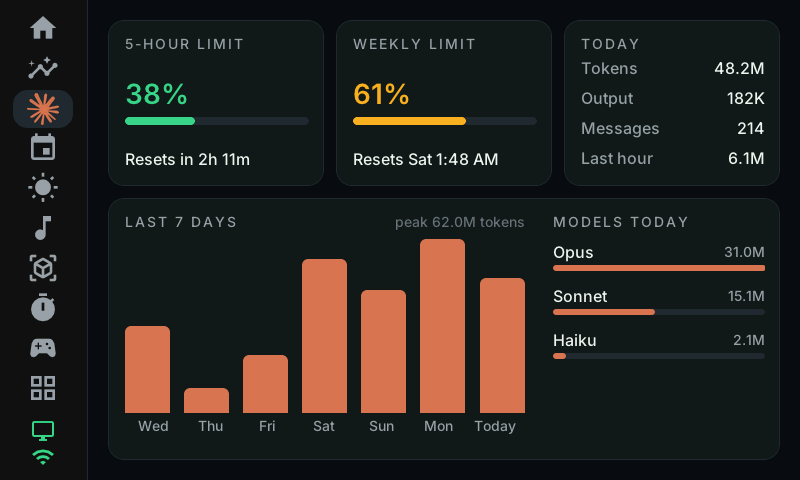 5-HOUR LIMIT
38%
Resets in 2h 11m
WEEKLY LIMIT
61%
Resets Sat 1:48 AM
TODAY
Tokens 48.2M
Output 182K
Messages 214
Last hour 6.1M
LAST 7 DAYS peak 62.0M tokens
Wed Thu Fri Sat Sun Mon Today
MODELS TODAY
Opus 31.0M
Sonnet 15.1M
Haiku 2.1M